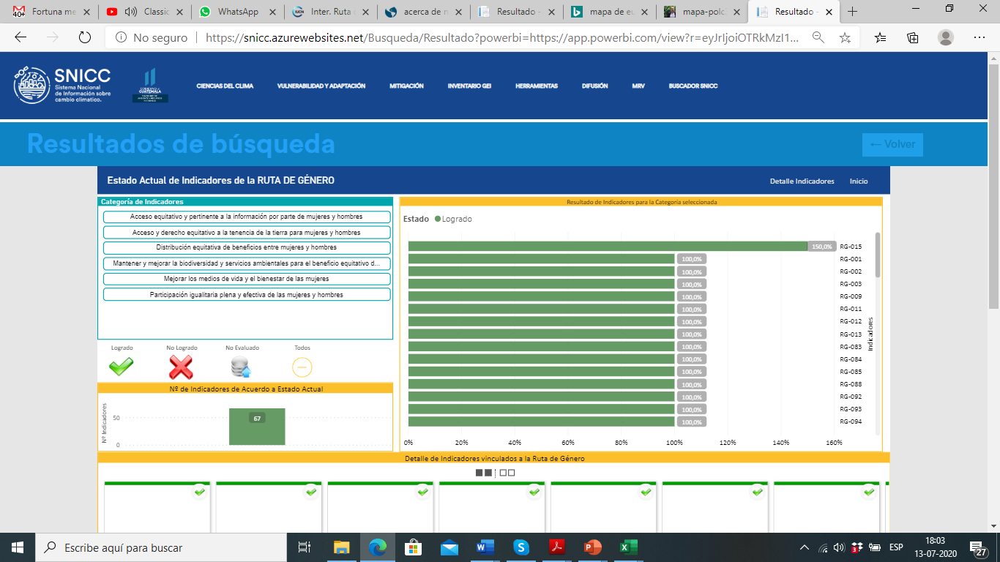 40+
Fortuna me
Classic
WhatsApp
Inter. Ruta
acerca de
Resultado -
mapa de eu
mapa-polc
Resultado -
No seguro
https://snicc.azurewebsites.net/Busqueda/Resultado?powerbi=https://app.powerbi.com/view?r=eyJrIjoiOTRkMzI1...
SNICC
Sistema Nacional
de Información sobre
cambio climatico.
GUATEMALA
CIENCIAS DEL CLIMA
VULNERABILIDAD Y ADAPTACIÓN
MITIGACIÓN
INVENTARIO GEI
HERRAMIENTAS
DIFUSIÓN
MRV
BUSCADOR SNICC
Resultados de búsqueda
← Volver
Estado Actual de Indicadores de la RUTA DE GÉNERO
Detalle Indicadores
Inicio
Categoría de Indicadores
Acceso equitativo y pertinente a la información por parte de mujeres y hombres
Acceso y derecho equitativo a la tenencia de la tierra para mujeres y hombres
Distribución equitativa de beneficios entre mujeres y hombres
Mantener y mejorar la biodiversidad y servicios ambientales para el beneficio equitativo d...
Mejorar los medios de vida y el bienestar de las mujeres
Participación igualitaria plena y efectiva de las mujeres y hombres
Logrado
No Logrado
No Evaluado
Todos
Nº de Indicadores de Acuerdo a Estado Actual
Nº Indicadores
50
0
67
Resultado de Indicadores para la Categoría seleccionada
Estado Logrado
150,0% RG-015
100,0% RG-001
100,0% RG-002
100,0% RG-003
100,0% RG-009
100,0% RG-011
100,0% RG-012
100,0% RG-013
100,0% RG-083
100,0% RG-084
100,0% RG-085
100,0% RG-088
100,0% RG-092
100,0% RG-093
100,0% RG-094
Indicadores
0% 20% 40% 60% 80% 100% 120% 140% 160%
Detalle de Indicadores vinculados a la Ruta de Género
Escribe aquí para buscar
ESP
18:03
13-07-2020
27